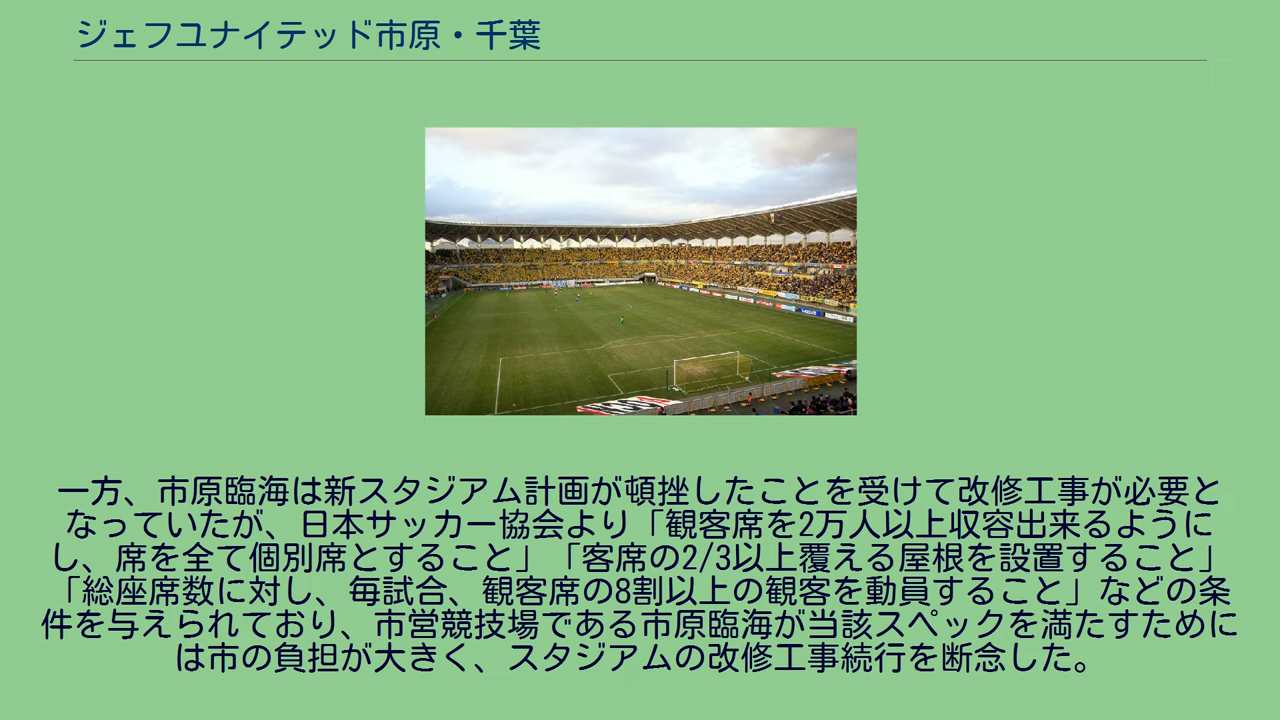 ジェフユナイテッド市原・千葉
一方、市原臨海は新スタジアム計画が頓挫したことを受けて改修工事が必要と
なっていたが、日本サッカー協会より「観客席を2万人以上収容出来るように
し、席を全て個別席とすること」「客席の2/3以上覆える屋根を設置すること」
「総座席数に対し、毎試合、観客席の8割以上の観客を動員すること」などの条
件を与えられており、市営競技場である市原臨海が当該スペックを満たすために
は市の負担が大きく、スタジアムの改修工事続行を断念した。